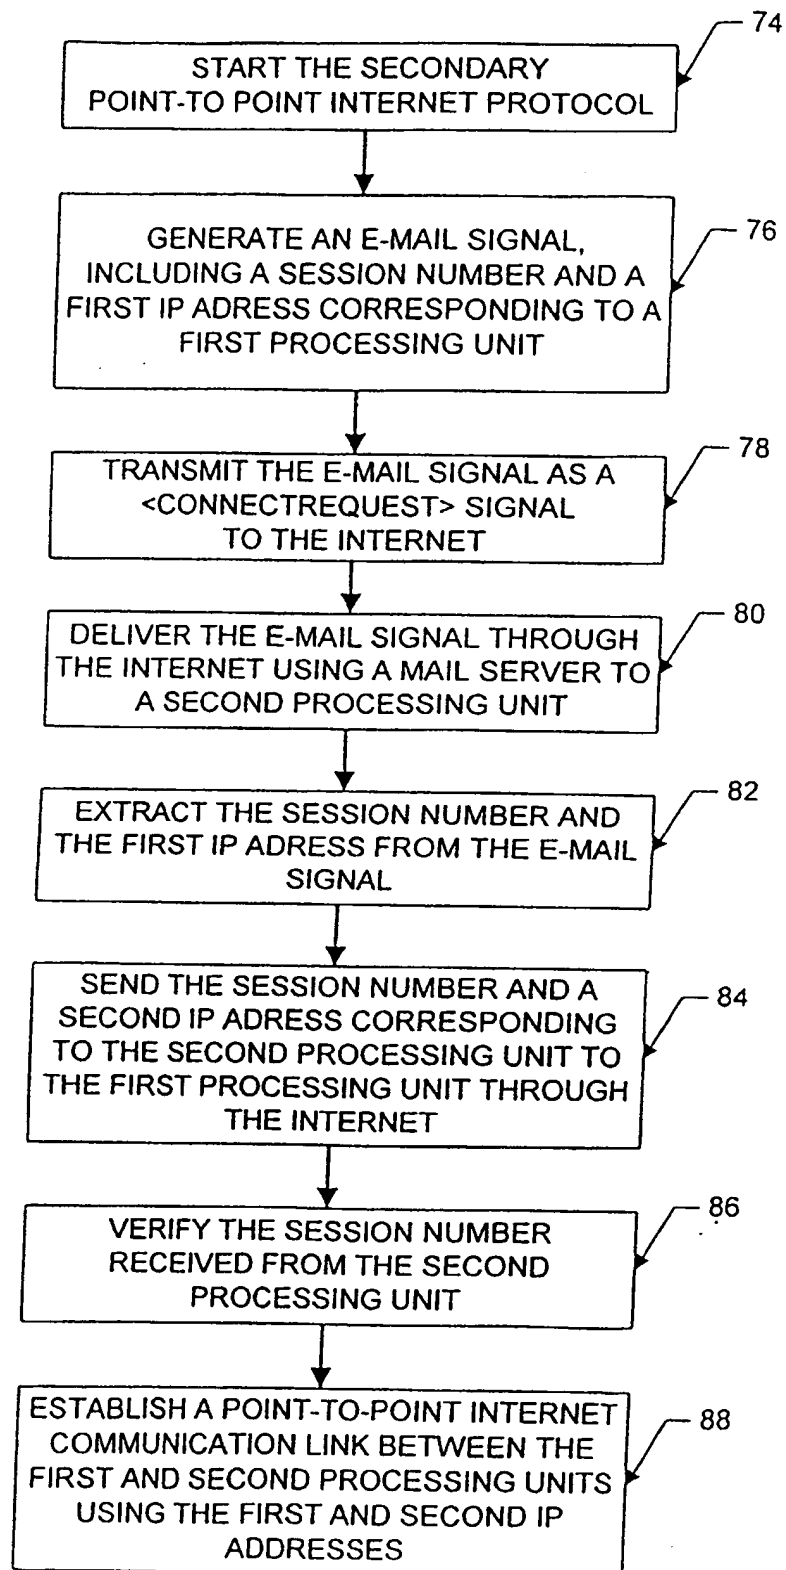 74
START THE SECONDARY
POINT-TO POINT INTERNET PROTOCOL
76
GENERATE AN E-MAIL SIGNAL,
INCLUDING A SESSION NUMBER AND A
FIRST IP ADRESS CORRESPONDING TO A
FIRST PROCESSING UNIT
78
TRANSMIT THE E-MAIL SIGNAL AS A
<CONNECTREQUEST> SIGNAL
TO THE INTERNET
80
DELIVER THE E-MAIL SIGNAL THROUGH
THE INTERNET USING A MAIL SERVER TO
A SECOND PROCESSING UNIT
82
EXTRACT THE SESSION NUMBER AND
THE FIRST IP ADRESS FROM THE E-MAIL
SIGNAL
84
SEND THE SESSION NUMBER AND A
SECOND IP ADRESS CORRESPONDING
TO THE SECOND PROCESSING UNIT TO
THE FIRST PROCESSING UNIT THROUGH
THE INTERNET
86
VERIFY THE SESSION NUMBER
RECEIVED FROM THE SECOND
PROCESSING UNIT
88
ESTABLISH A POINT-TO-POINT INTERNET
COMMUNICATION LINK BETWEEN THE
FIRST AND SECOND PROCESSING UNITS
USING THE FIRST AND SECOND IP
ADDRESSES